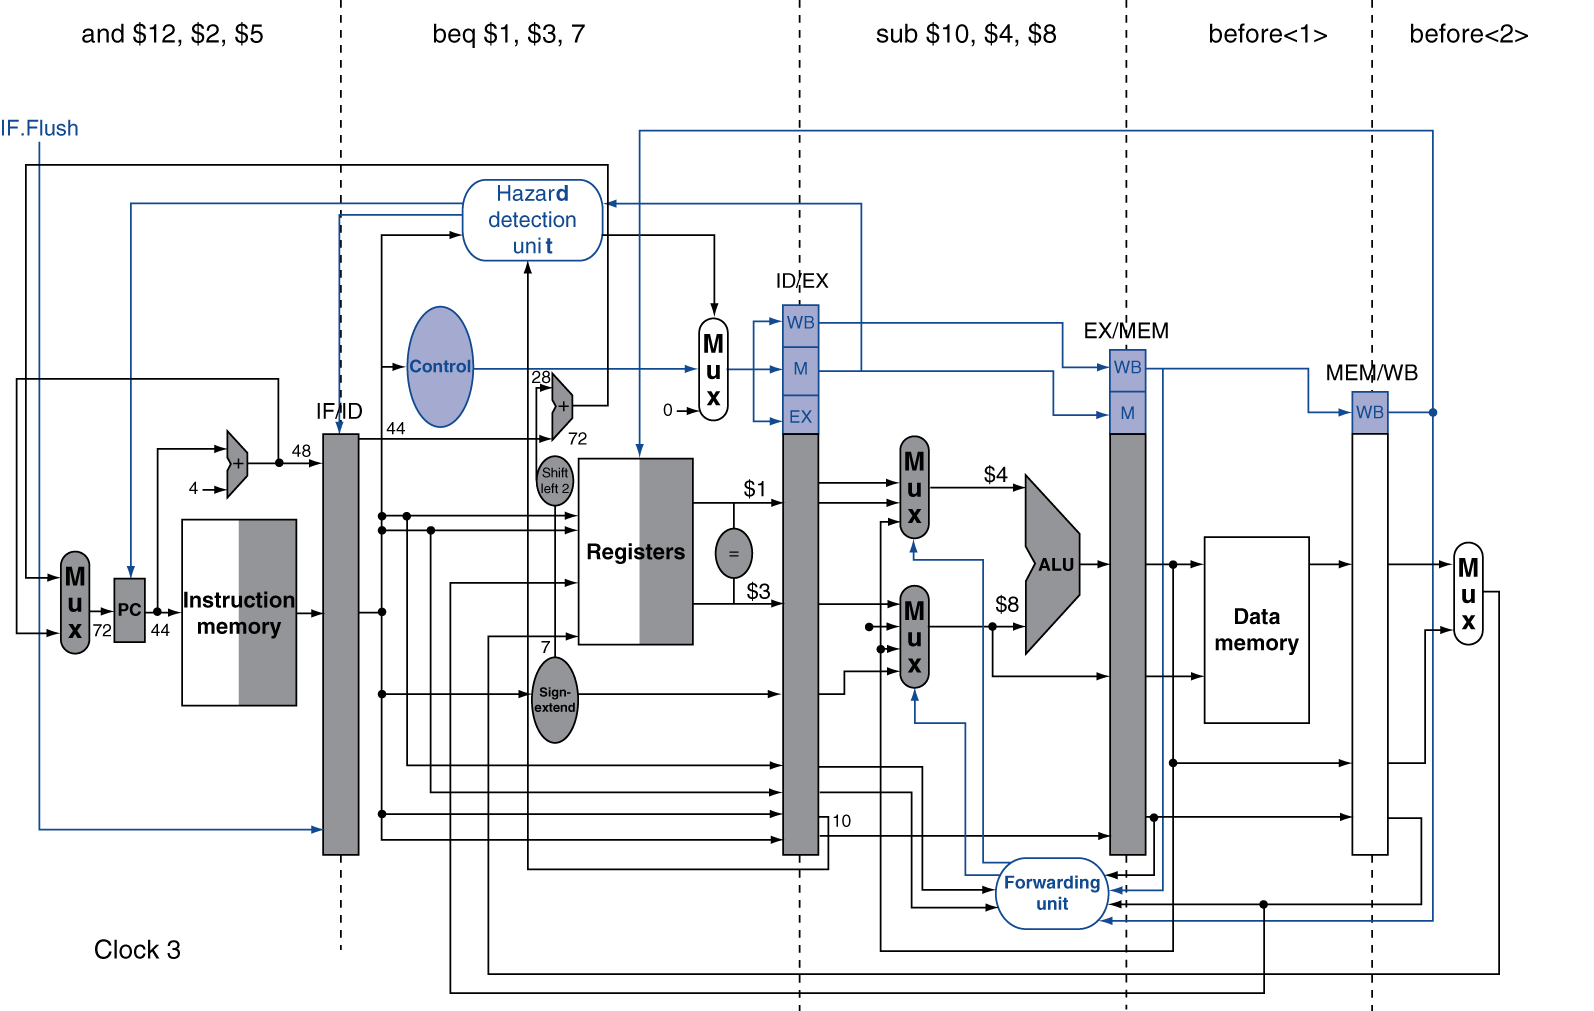 and $12, $2, $5
beq $1, $3, 7
sub $10, $4, $8
before<1>
before<2>
IF.Flush
Hazard
detection
unit
ID/EX
WB
M
EX
EX/MEM
WB
M
MEM/WB
WB
Control
M
u
x
0
28
+
72
IF/ID
44
48
+
4
Shift
left 2
Registers
$1
=
$3
M
u
x
$4
ALU
M
u
x
$8
M
u
x
72
PC
44
Instruction
memory
Data
memory
M
u
x
7
Sign-
extend
10
Forwarding
unit
Clock 3